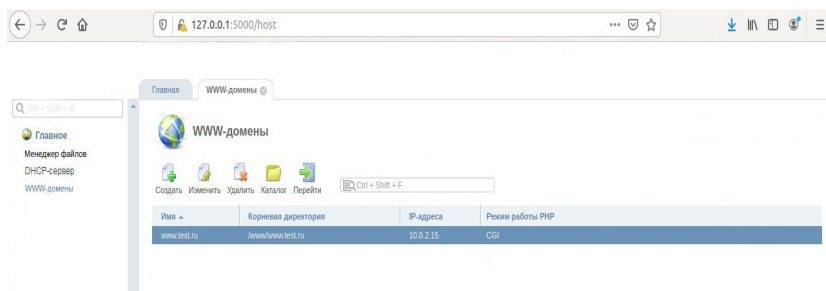 127.0.0.1:5000/host
Главная WWW-домены
Ctrl + Shift + M
Главное
Менеджер файлов
DHCP-сервер
WWW-домены
WWW-домены
Создать Изменить Удалить Каталог Перейти
Ctrl + Shift + F
Имя Корневая директория IP-адреса Режим работы PHP
www.test.ru /www/www.test.ru 10.0.2.15 CGI